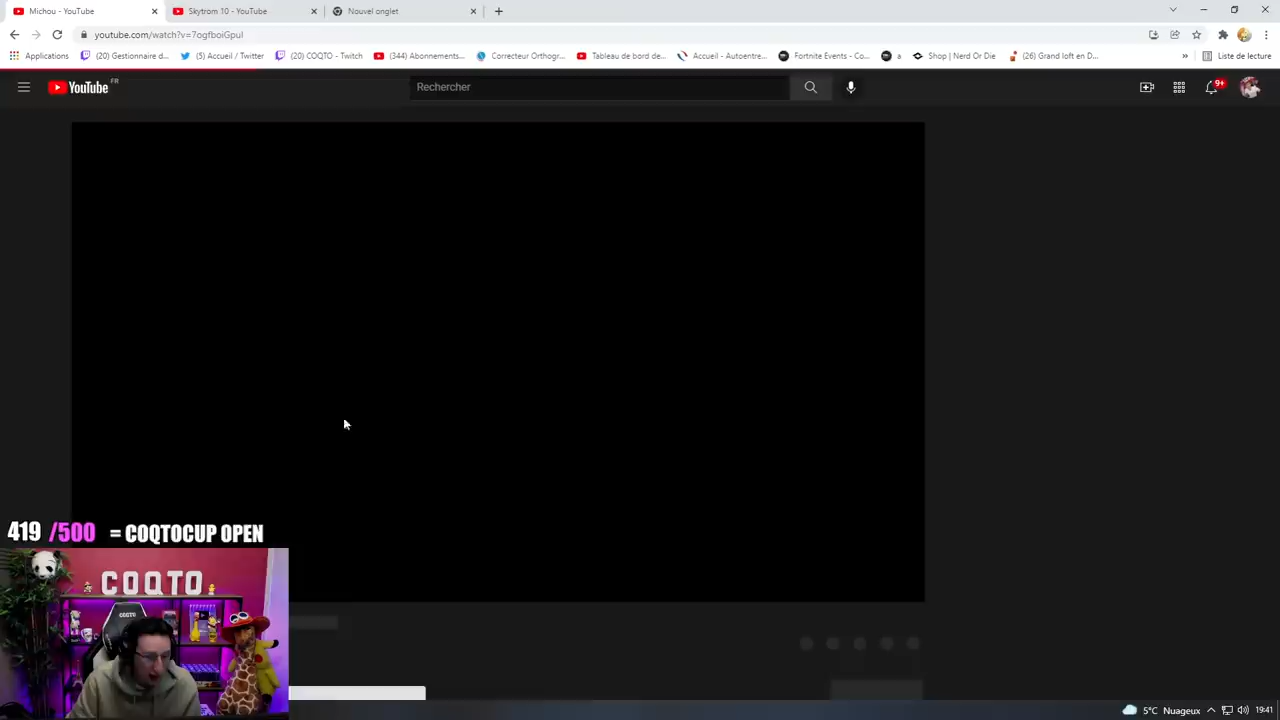 Michou - YouTube
Skytrom 10 - YouTube
Nouvel onglet
youtube.com/watch?v=7ogfboiGpuI
Applications
(20) Gestionnaire d...
(5) Accueil / Twitter
(20) COQTO - Twitch
(344) Abonnements...
Correcteur Orthogr...
Tableau de bord de...
Accueil - Autoentre...
Fortnite Events - Co...
a
Shop | Nerd Or Die
(26) Grand loft en D...
»
Liste de lecture
YouTube FR
Rechercher
9+
419 /500 = COQTOCUP OPEN
COQTO
COQTO
5°C Nuageux
19:41